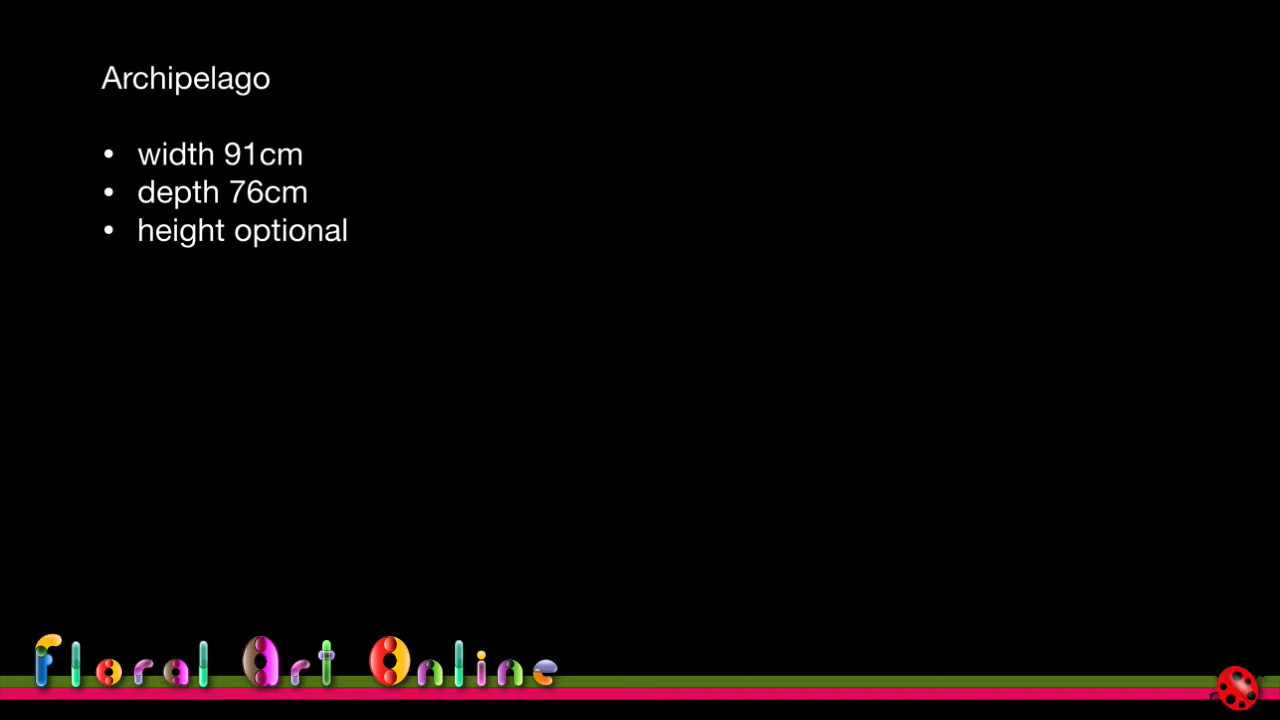 Archipelago
• width 91cm
• depth 76cm
• height optional
Floral Art Online